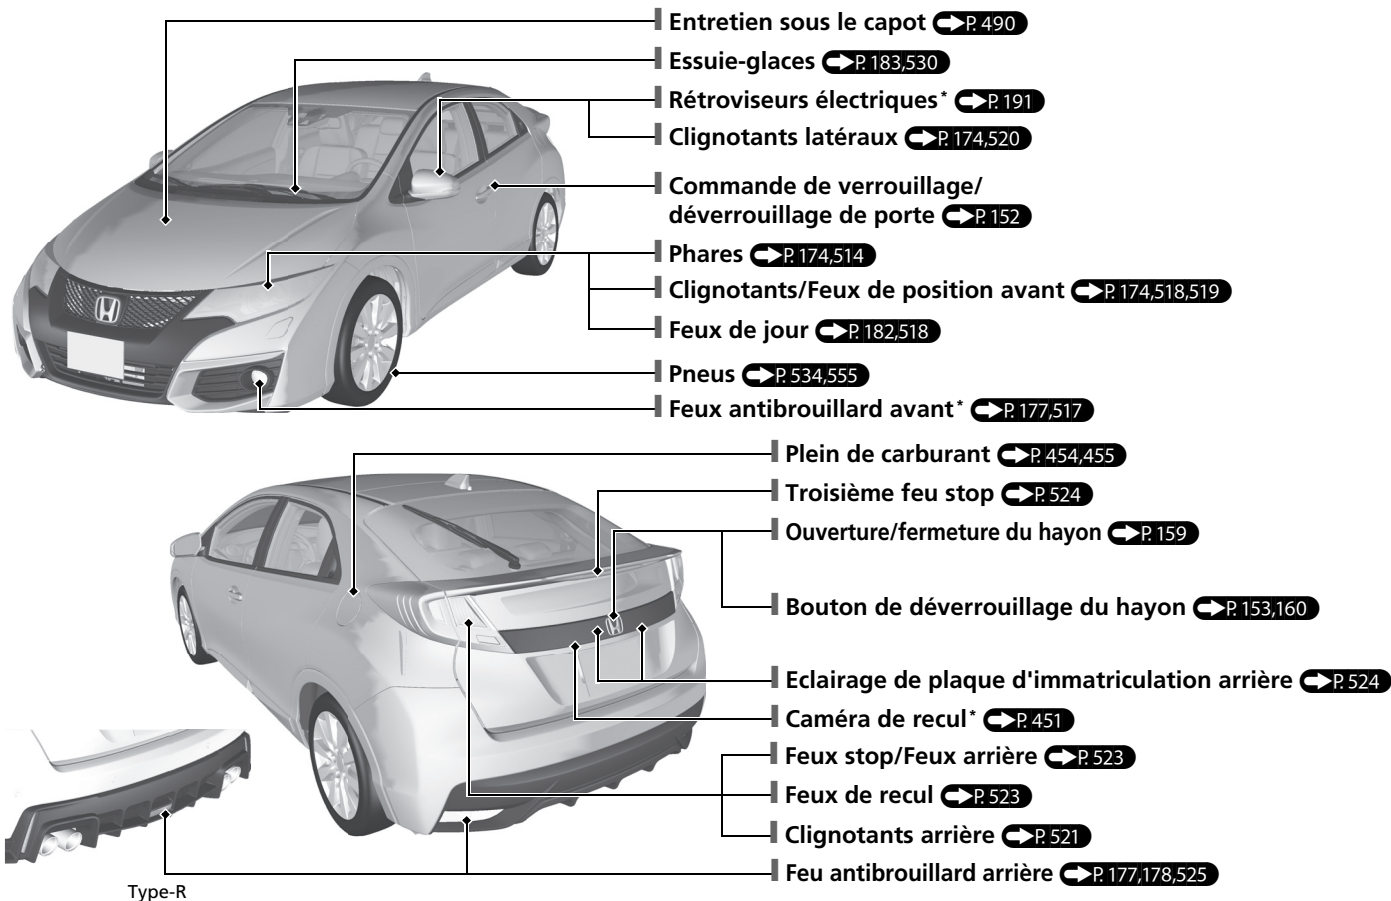 Entretien sous le capot P. 490
Essuie-glaces P. 183,530
Rétroviseurs électriques* P. 191
Clignotants latéraux P. 174,520
Commande de verrouillage/
déverrouillage de porte P. 152
Phares P. 174,514
Clignotants/Feux de position avant P. 174,518,519
Feux de jour P. 182,518
Pneus P. 534,555
Feux antibrouillard avant* P. 177,517
Plein de carburant P. 454,455
Troisième feu stop P. 524
Ouverture/fermeture du hayon P. 159
Bouton de déverrouillage du hayon P. 153,160
Eclairage de plaque d'immatriculation arrière P. 524
Caméra de recul* P. 451
Feux stop/Feux arrière P. 523
Feux de recul P. 523
Clignotants arrière P. 521
Feu antibrouillard arrière P. 177,178,525
Type-R